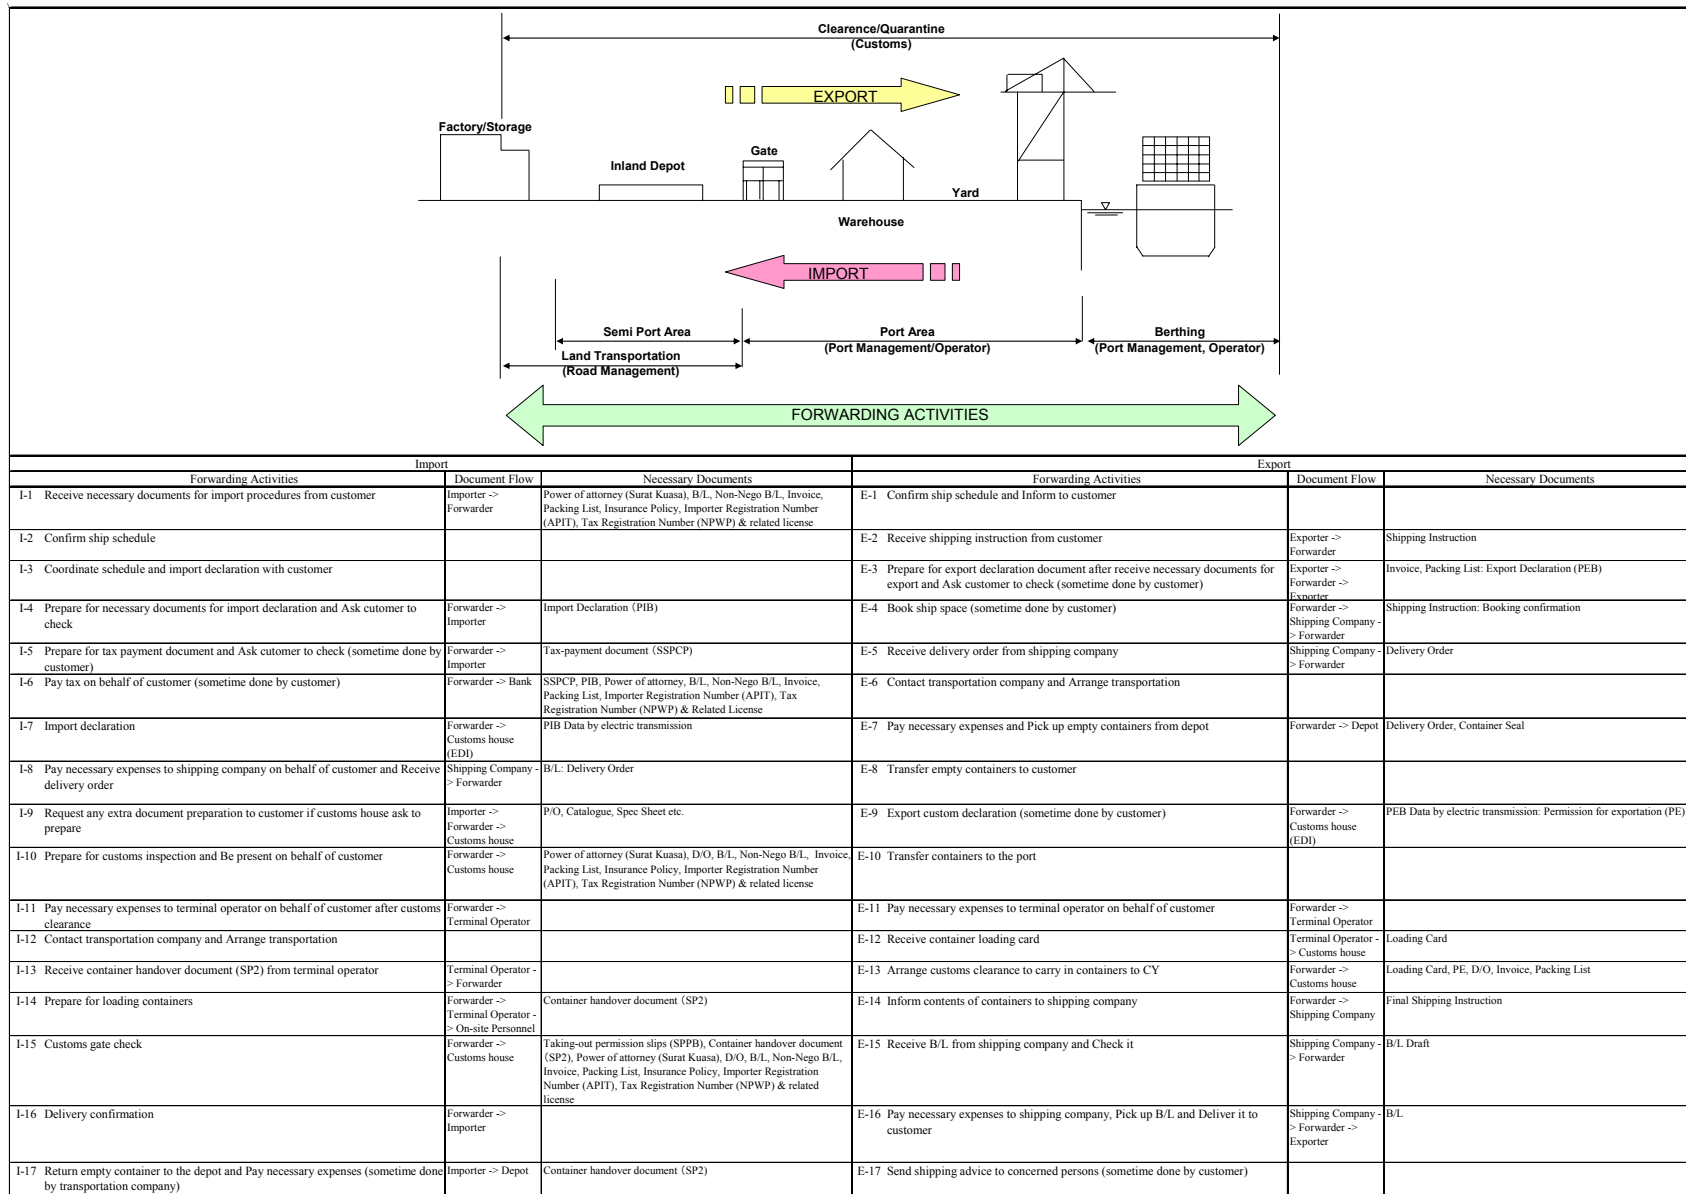 Clearence/Quarantine
(Customs)
EXPORT
Factory/Storage
Gate
Inland Depot
Yard
Warehouse
IMPORT
Semi Port Area
Port Area
Berthing
(Port Management/Operator)
(Port Management, Operator)
Land Transportation
(Road Management)
FORWARDING ACTIVITIES
Import
Export
Forwarding Activities
Document Flow
Necessary Documents
Forwarding Activities
Document Flow
Necessary Documents
I-1 Receive necessary documents for import procedures from customer
Importer ->
Forwarder
Power of attorney (Surat Kuasa), B/L, Non-Nego B/L, Invoice,
Packing List, Insurance Policy, Importer Registration Number
(APIT), Tax Registration Number (NPWP) & related license
E-1 Confirm ship schedule and Inform to customer
I-2 Confirm ship schedule
E-2 Receive shipping instruction from customer
Exporter ->
Forwarder
Shipping Instruction
I-3 Coordinate schedule and import declaration with customer
E-3 Prepare for export declaration document after receive necessary documents for
export and Ask customer to check (sometime done by customer)
Exporter ->
Forwarder ->
Exporter
Invoice, Packing List: Export Declaration (PEB)
I-4 Prepare for necessary documents for import declaration and Ask cutomer to
check
Forwarder ->
Importer
Import Declaration (PIB)
E-4 Book ship space (sometime done by customer)
Forwarder ->
Shipping Company -
> Forwarder
Shipping Instruction: Booking confirmation
I-5 Prepare for tax payment document and Ask cutomer to check (sometime done by
customer)
Forwarder ->
Importer
Tax-payment document (SSPCP)
E-5 Receive delivery order from shipping company
Shipping Company -
> Forwarder
Delivery Order
I-6 Pay tax on behalf of customer (sometime done by customer)
Forwarder -> Bank
SSPCP, PIB, Power of attorney, B/L, Non-Nego B/L, Invoice,
Packing List, Importer Registration Number (APIT), Tax
Registration Number (NPWP) & Related License
E-6 Contact transportation company and Arrange transportation
I-7 Import declaration
Forwarder ->
Customs house
(EDI)
PIB Data by electric transmission
E-7 Pay necessary expenses and Pick up empty containers from depot
Forwarder -> Depot
Delivery Order, Container Seal
I-8 Pay necessary expenses to shipping company on behalf of customer and Receive
delivery order
Shipping Company -
> Forwarder
B/L: Delivery Order
E-8 Transfer empty containers to customer
I-9 Request any extra document preparation to customer if customs house ask to
prepare
Importer ->
Forwarder ->
Customs house
P/O, Catalogue, Spec Sheet etc.
E-9 Export custom declaration (sometime done by customer)
Forwarder ->
Customs house
(EDI)
PEB Data by electric transmission: Permission for exportation (PE)
I-10 Prepare for customs inspection and Be present on behalf of customer
Forwarder ->
Customs house
Power of attorney (Surat Kuasa), D/O, B/L, Non-Nego B/L, Invoice,
Packing List, Insurance Policy, Importer Registration Number
(APIT), Tax Registration Number (NPWP) & related license
E-10 Transfer containers to the port
I-11 Pay necessary expenses to terminal operator on behalf of customer after customs
clearance
Forwarder ->
Terminal Operator
E-11 Pay necessary expenses to terminal operator on behalf of customer
Forwarder ->
Terminal Operator
I-12 Contact transportation company and Arrange transportation
E-12 Receive container loading card
Terminal Operator -
> Customs house
Loading Card
I-13 Receive container handover document (SP2) from terminal operator
Terminal Operator -
> Forwarder
E-13 Arrange customs clearance to carry in containers to CY
Forwarder ->
Customs house
Loading Card, PE, D/O, Invoice, Packing List
I-14 Prepare for loading containers
Forwarder ->
Terminal Operator -
> On-site Personnel
Container handover document (SP2)
E-14 Inform contents of containers to shipping company
Forwarder ->
Shipping Company
Final Shipping Instruction
I-15 Customs gate check
Forwarder ->
Customs house
Taking-out permission slips (SPPB), Container handover document
(SP2), Power of attorney (Surat Kuasa), D/O, B/L, Non-Nego B/L,
Invoice, Packing List, Insurance Policy, Importer Registration
Number (APIT), Tax Registration Number (NPWP) & related
license
E-15 Receive B/L from shipping company and Check it
Shipping Company -
> Forwarder
B/L Draft
I-16 Delivery confirmation
Forwarder ->
Importer
E-16 Pay necessary expenses to shipping company, Pick up B/L and Deliver it to
customer
Shipping Company -
> Forwarder ->
Exporter
B/L
I-17 Return empty container to the depot and Pay necessary expenses (sometime done
by transportation company)
Importer -> Depot
Container handover document (SP2)
E-17 Send shipping advice to concerned persons (sometime done by customer)